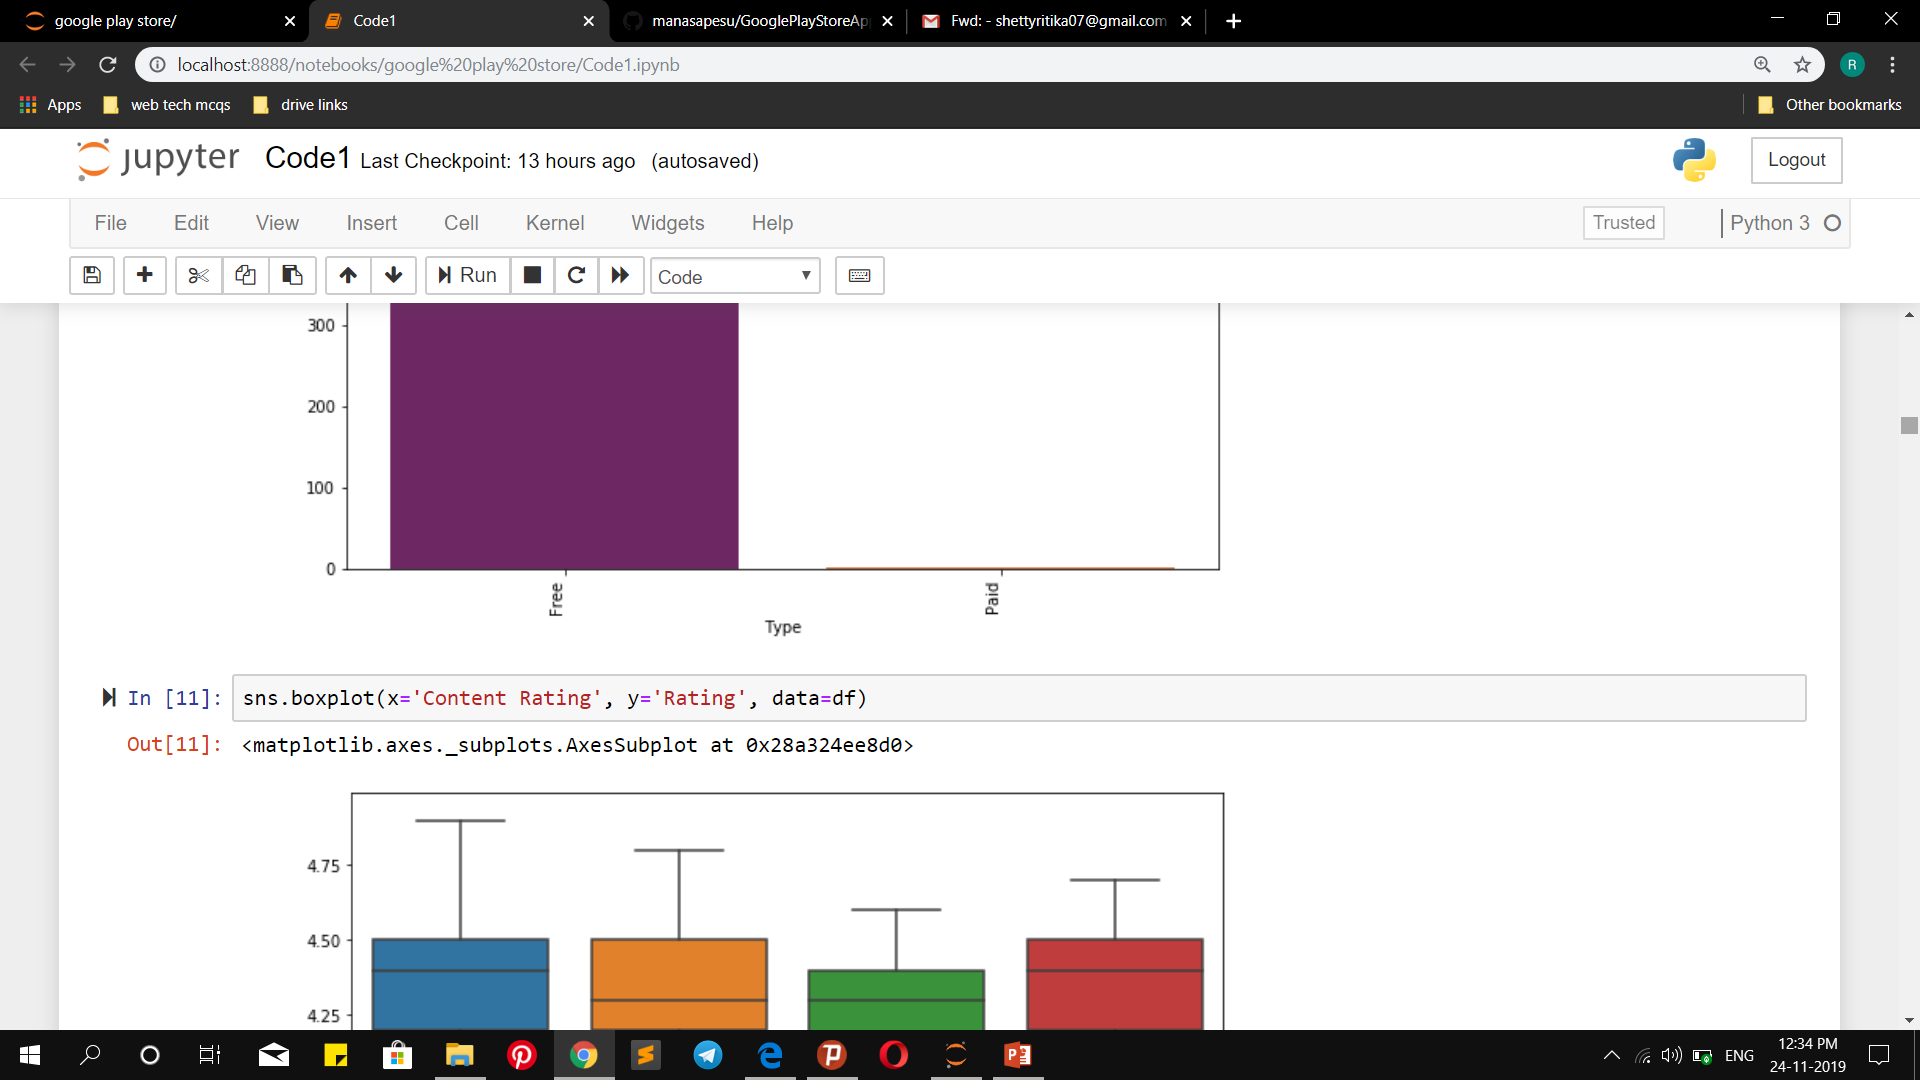 google play store/
Code1
manasapesu/GooglePlayStoreAp
Fwd: - shettyritika07@gmail.com
localhost:8888/notebooks/google%20play%20store/Code1.ipynb
R
Apps
web tech mcqs
drive links
Other bookmarks
jupyter
Code1 Last Checkpoint: 13 hours ago (autosaved)
Logout
File Edit View Insert Cell Kernel Widgets Help
Trusted
Python 3
Run
Code
300
200
100
0
Free
Paid
Type
In [11]: sns.boxplot(x='Content Rating', y='Rating', data=df)
Out[11]: <matplotlib.axes._subplots.AxesSubplot at 0x28a324ee8d0>
4.75
4.50
4.25
ENG
12:34 PM
24-11-2019